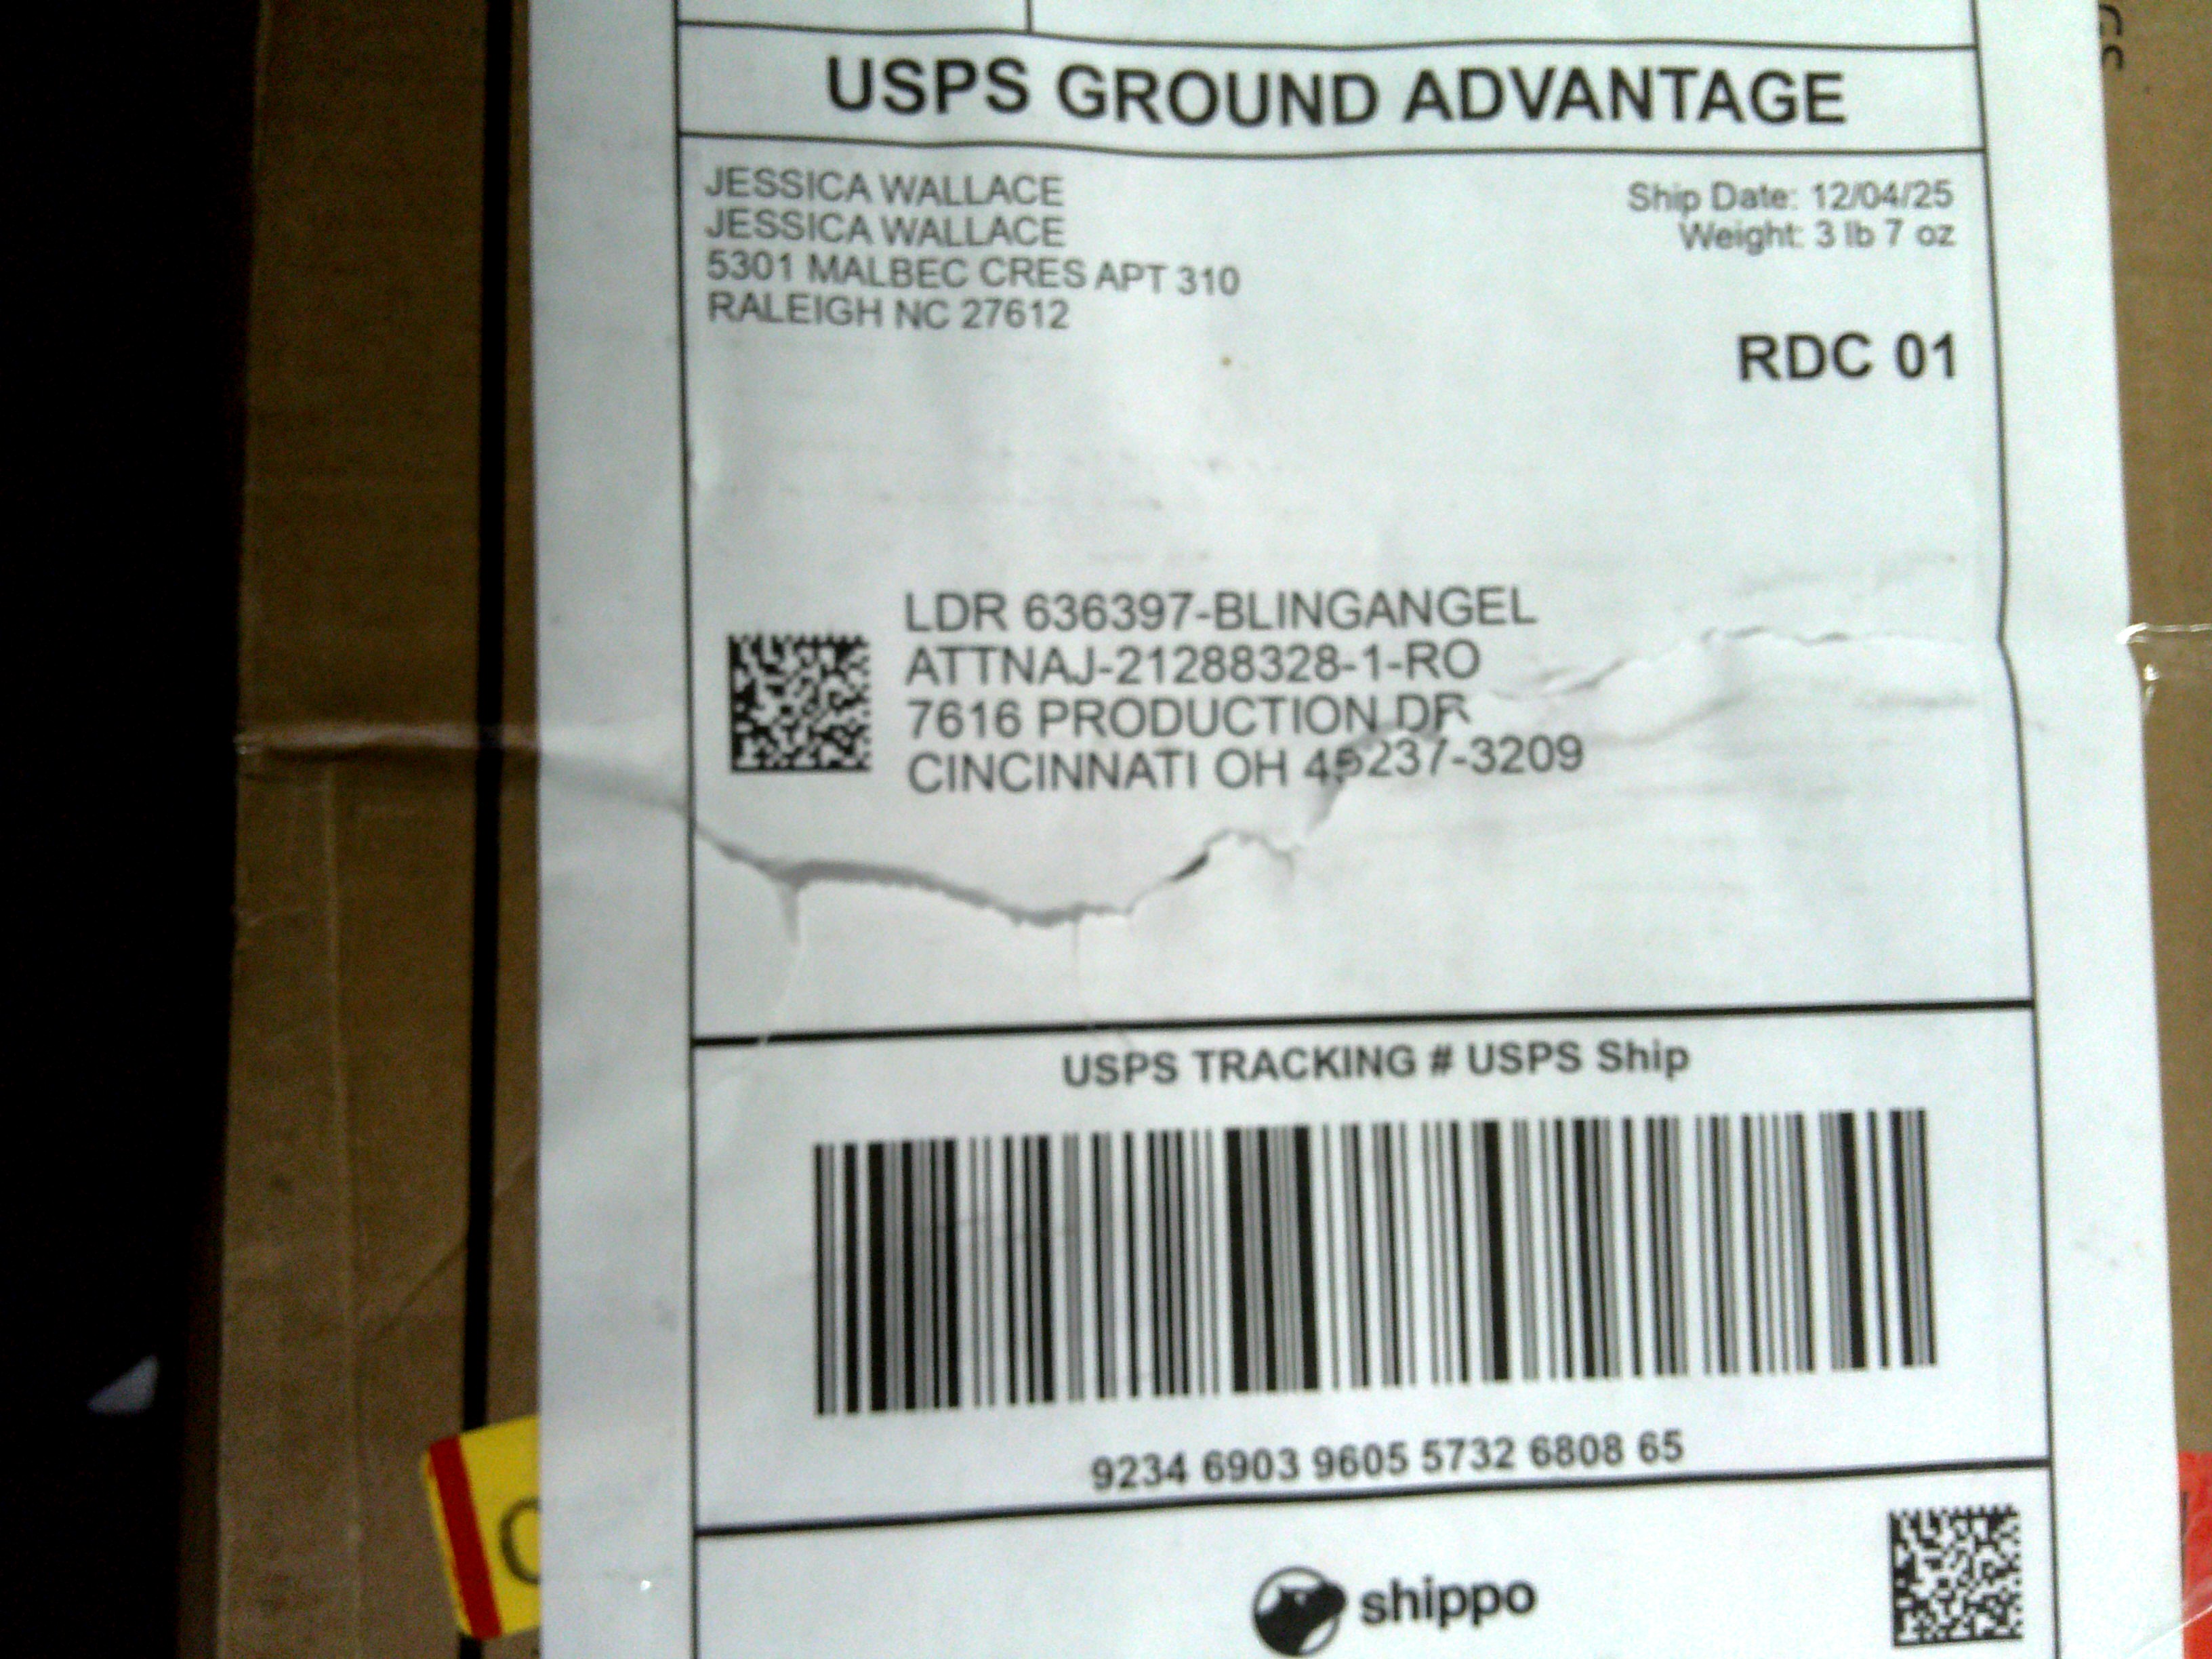 USPS GROUND ADVANTAGE
JESSICA WALLACE
JESSICA WALLACE
5301 MALBEC CRES APT 310
RALEIGH NC 27612
Ship Date: 12/04/25
Weight: 3 lb 7 oz
RDC 01
LDR 636397-BLINGANGEL
ATTNAJ-21288328-1-RO
7616 PRODUCTION DR
CINCINNATI OH 45237-3209
USPS TRACKING # USPS Ship
9234 6903 9605 5732 6808 65
shippo